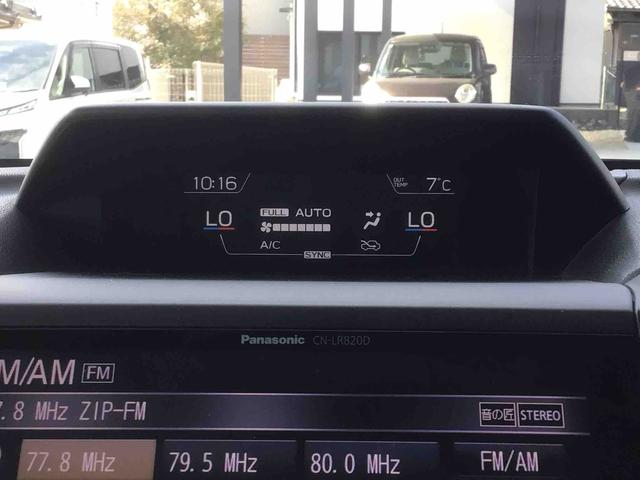 10:16
OUT TEMP 7°C
LO FULL AUTO LO
A/C
SYNC
Panasonic CN-LR820D
M/AM FM
7.8 MHz ZIP-FM 音の匠 STEREO
77.8 MHz 79.5 MHz 80.0 MHz FM/AM